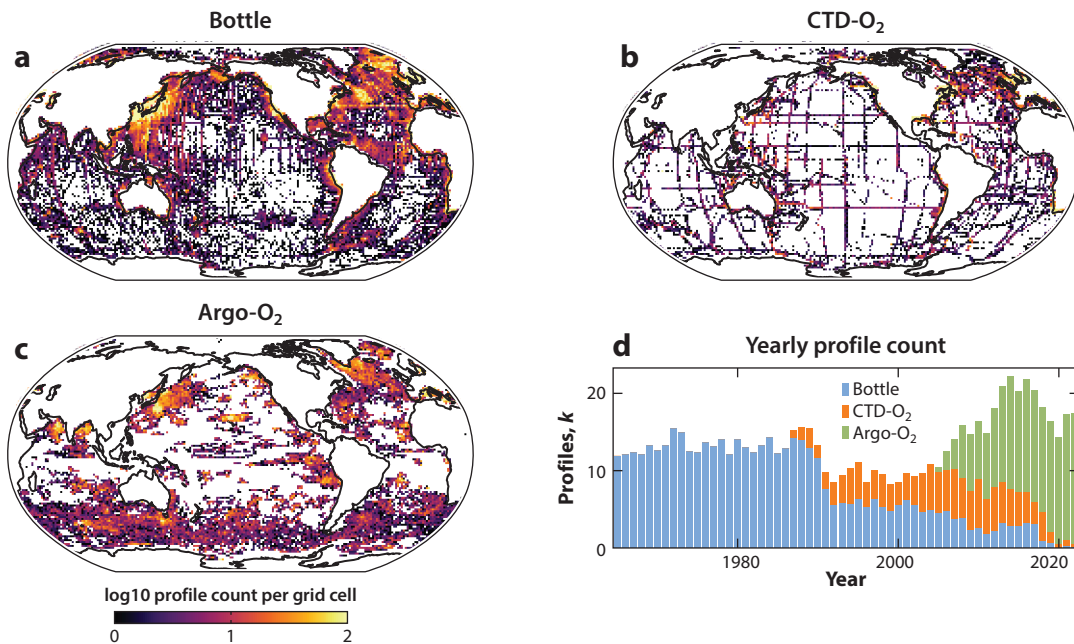 Bottle
a
CTD-O₂
b
Argo-O₂
c
log10 profile count per grid cell
0 1 2
d
Yearly profile count
Bottle
CTD-O₂
Argo-O₂
Profiles, k
20
10
0
1980 2000 2020
Year